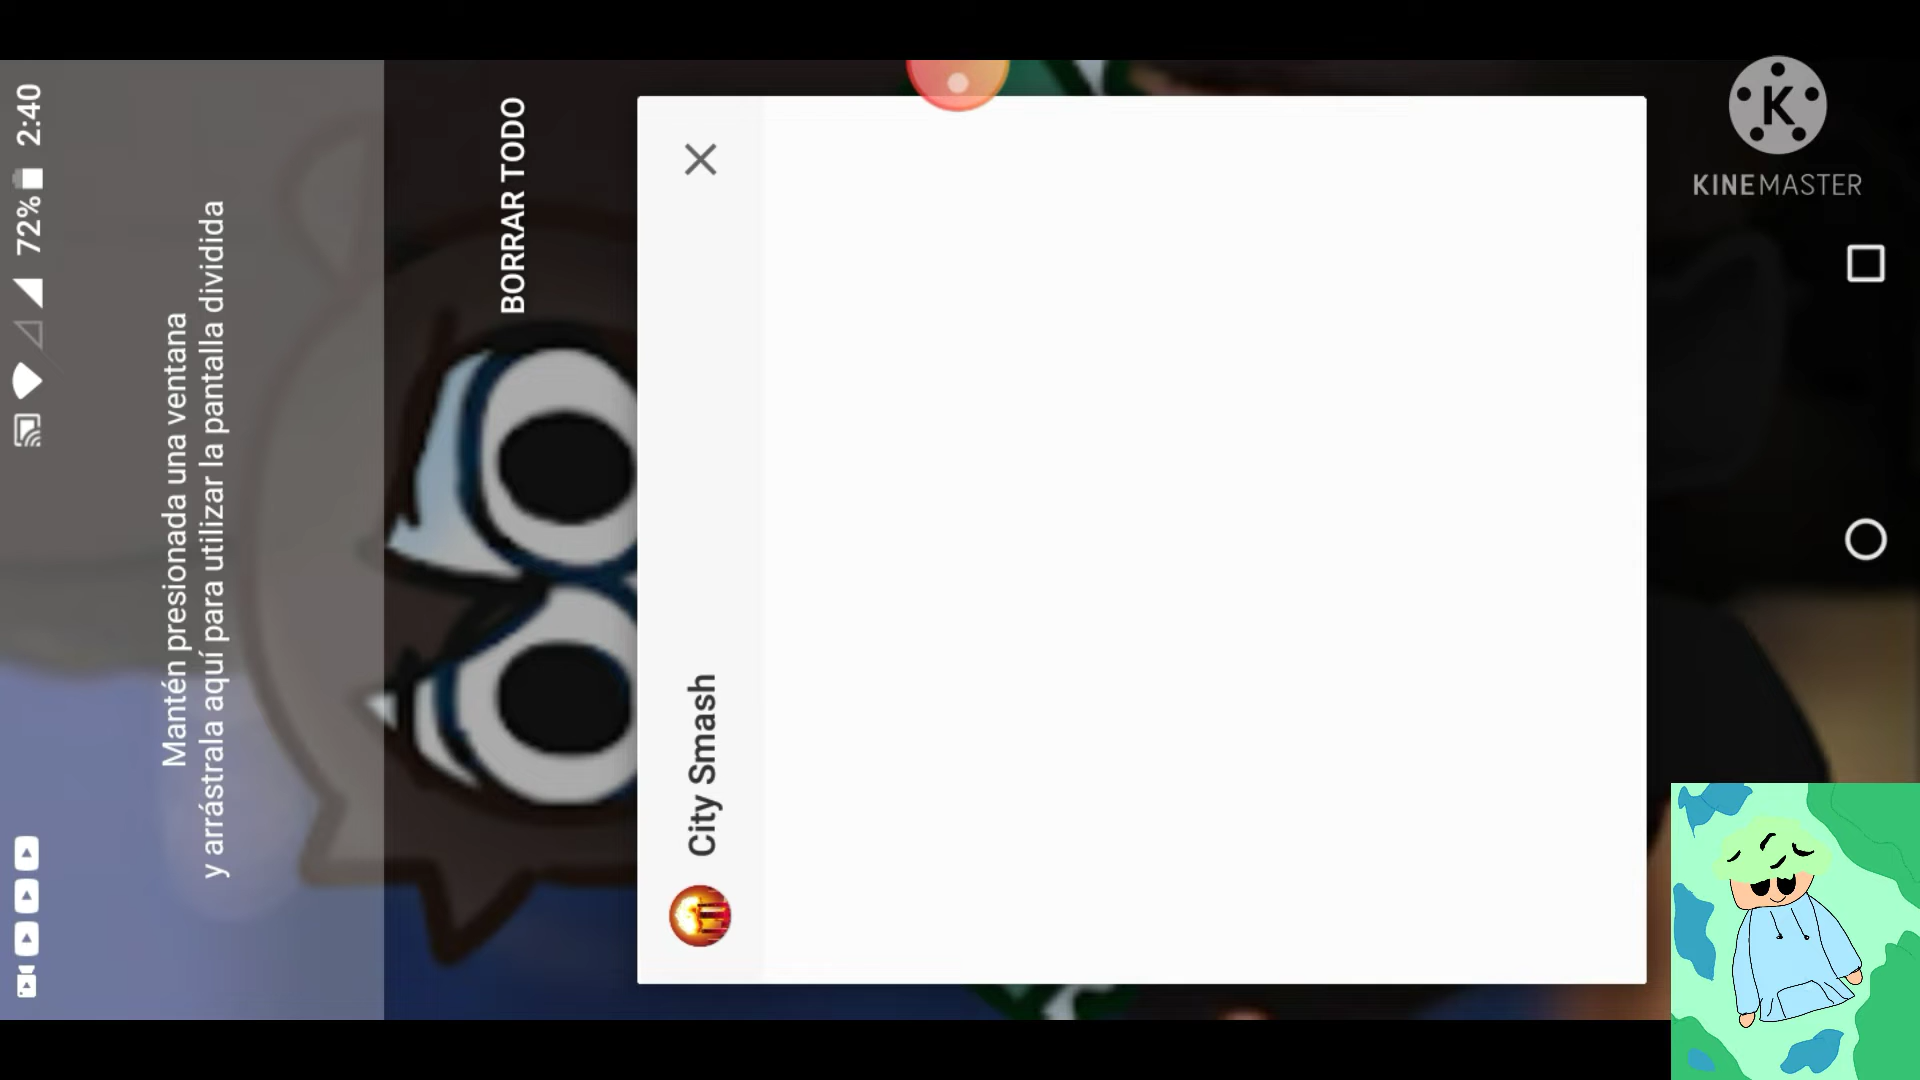 72% 2:40
Mantén presionada una ventana
y arrástrala aquí para utilizar la pantalla dividida
BORRAR TODO
City Smash
K
KINEMASTER